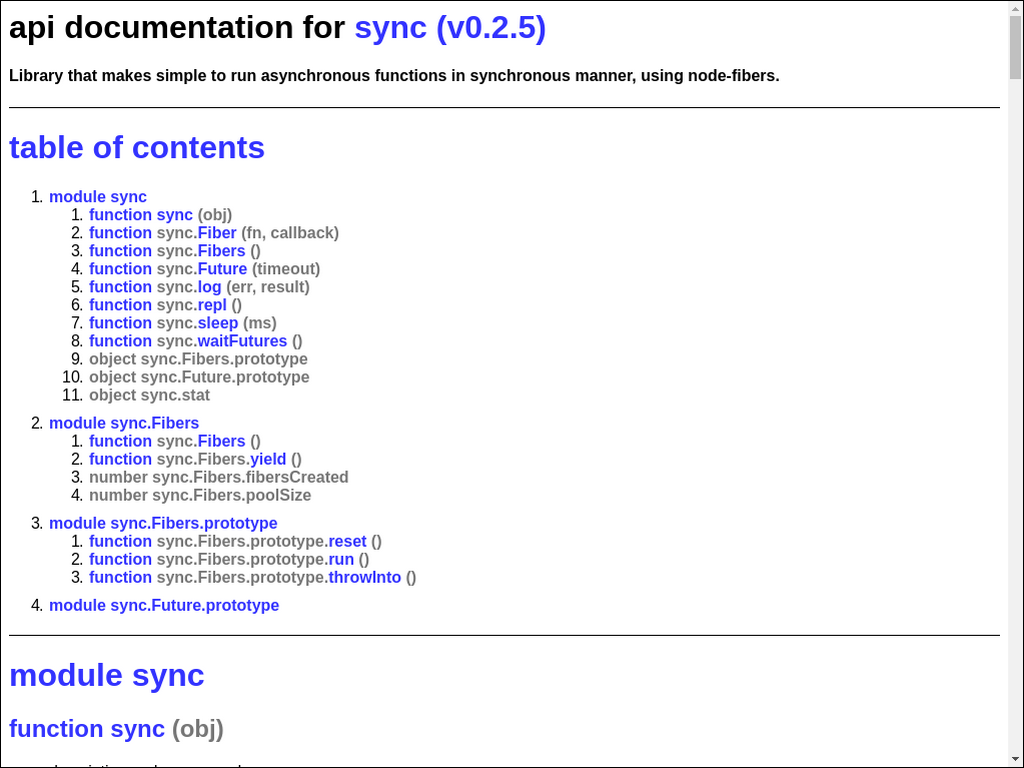 api documentation for sync (v0.2.5)
Library that makes simple to run asynchronous functions in synchronous manner, using node-fibers.
table of contents
1. module sync
1. function sync (obj)
2. function sync.Fiber (fn, callback)
3. function sync.Fibers ()
4. function sync.Future (timeout)
5. function sync.log (err, result)
6. function sync.repl ()
7. function sync.sleep (ms)
8. function sync.waitFutures ()
9. object sync.Fibers.prototype
10. object sync.Future.prototype
11. object sync.stat
2. module sync.Fibers
1. function sync.Fibers ()
2. function sync.Fibers.yield ()
3. number sync.Fibers.fibersCreated
4. number sync.Fibers.poolSize
3. module sync.Fibers.prototype
1. function sync.Fibers.prototype.reset ()
2. function sync.Fibers.prototype.run ()
3. function sync.Fibers.prototype.throwInto ()
4. module sync.Future.prototype
module sync
function sync (obj)